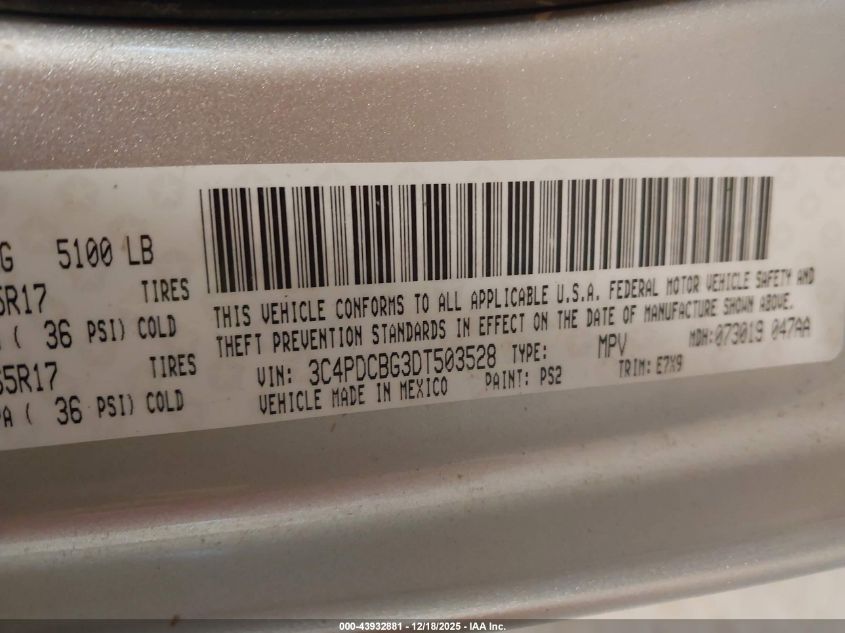 G 5100 LB
5R17 TIRES
( 36 PSI) COLD
65R17 TIRES
PA ( 36 PSI) COLD
THIS VEHICLE CONFORMS TO ALL APPLICABLE U.S.A. FEDERAL MOTOR VEHICLE SAFETY AND
THEFT PREVENTION STANDARDS IN EFFECT ON THE DATE OF MANUFACTURE SHOWN ABOVE.
VIN: 3C4PDCBG3DT503528 TYPE: MPV MDH: 073019 047AA
VEHICLE MADE IN MEXICO PAINT: PS2 TRIM: E7X9
000-43932881 - 12/18/2025 - IAA Inc.